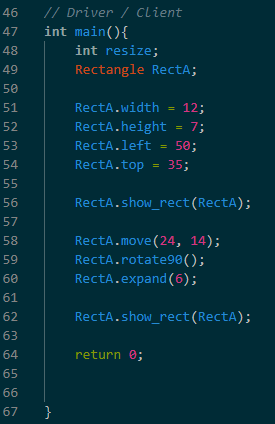 46 // Driver / Client
47 int main(){
48     int resize;
49     Rectangle RectA;
50
51     RectA.width = 12;
52     RectA.height = 7;
53     RectA.left = 50;
54     RectA.top = 35;
55
56     RectA.show_rect(RectA);
57
58     RectA.move(24, 14);
59     RectA.rotate90();
60     RectA.expand(6);
61
62     RectA.show_rect(RectA);
63
64     return 0;
65
66
67 }